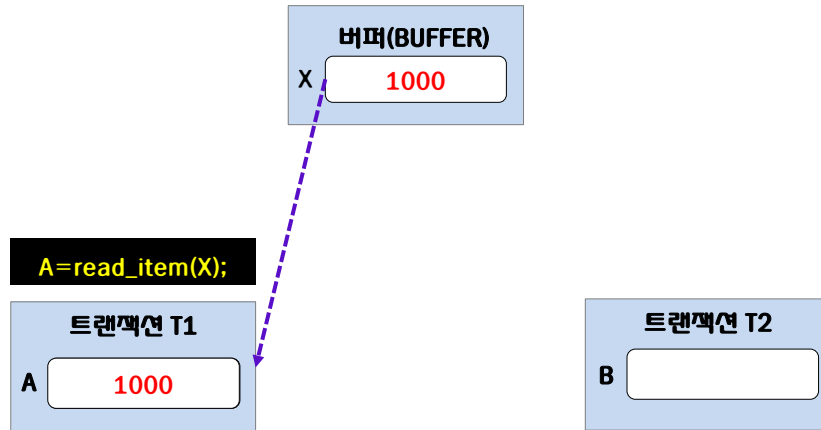 버퍼(BUFFER)
X 1000
A=read_item(X);
트랜잭션 T1
A 1000
트랜잭션 T2
B